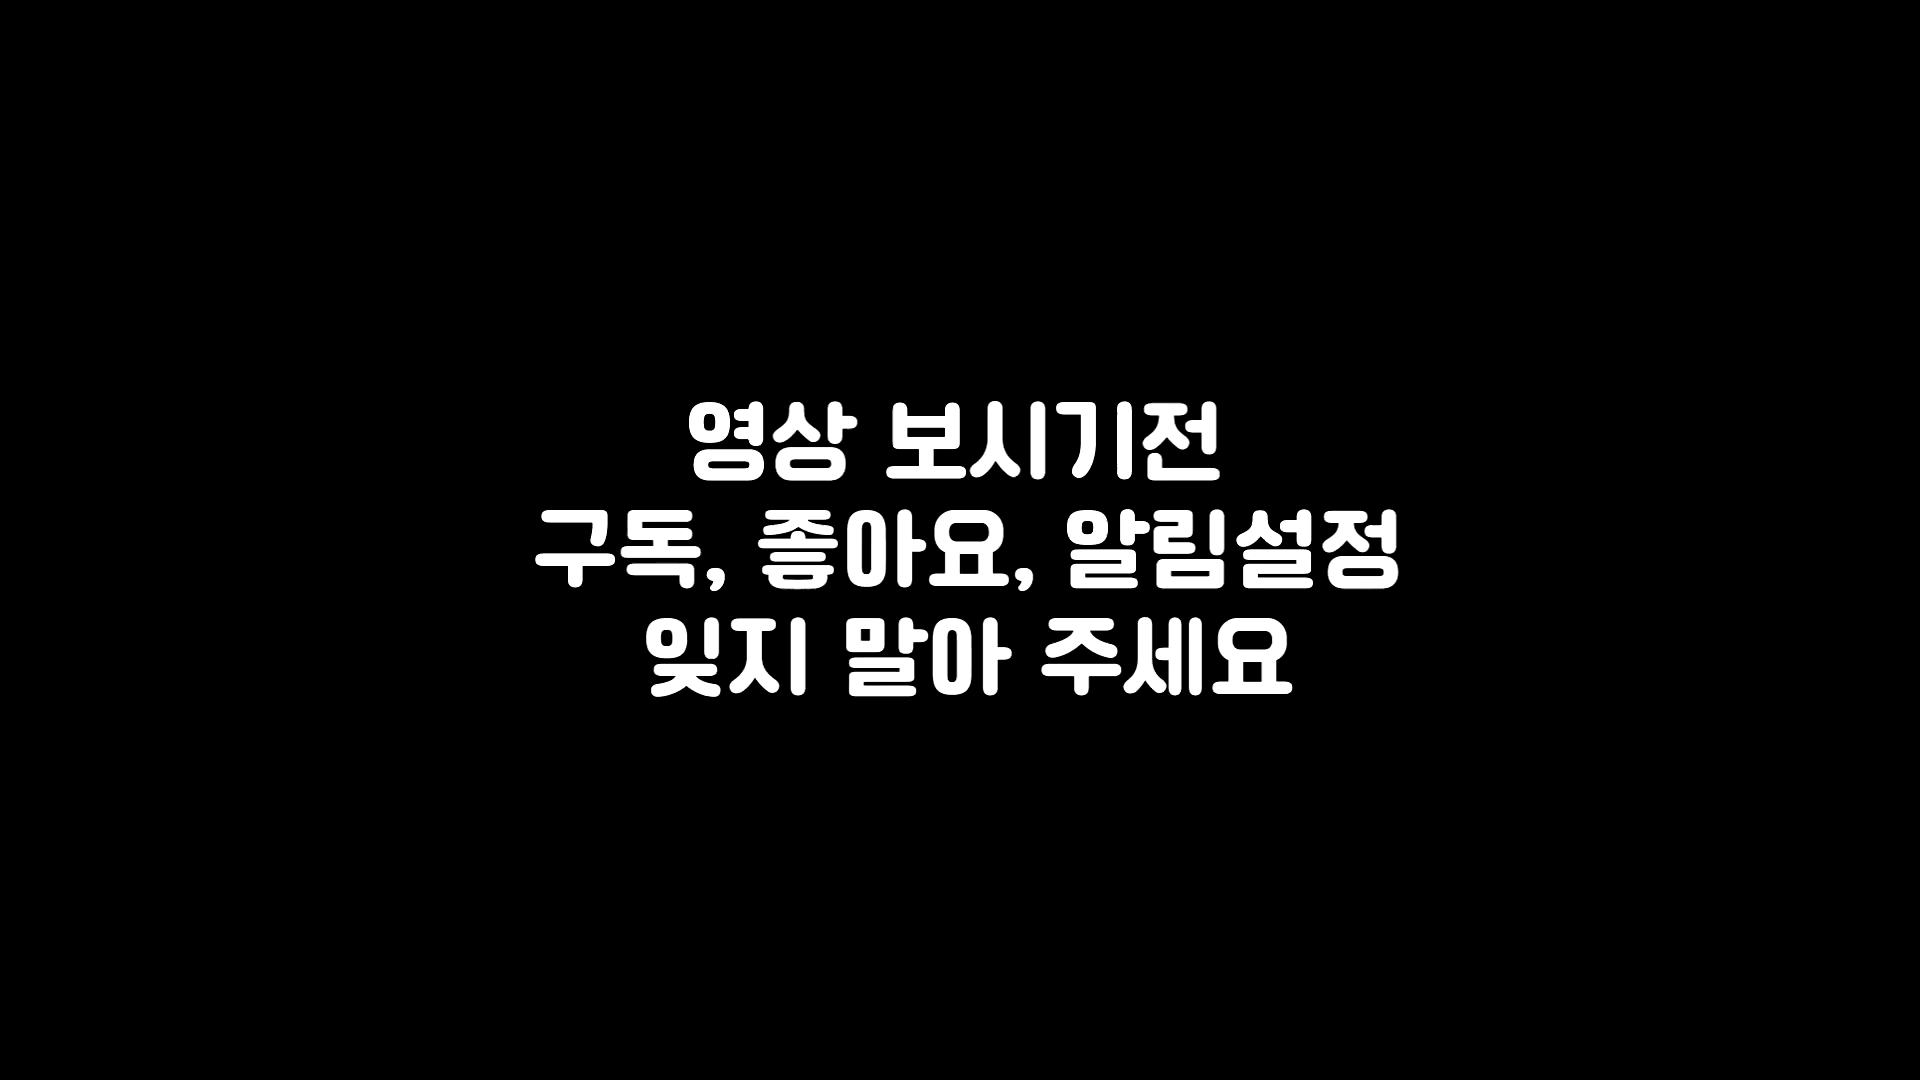 영상 보시기전
구독, 좋아요, 알림설정
잊지 말아 주세요